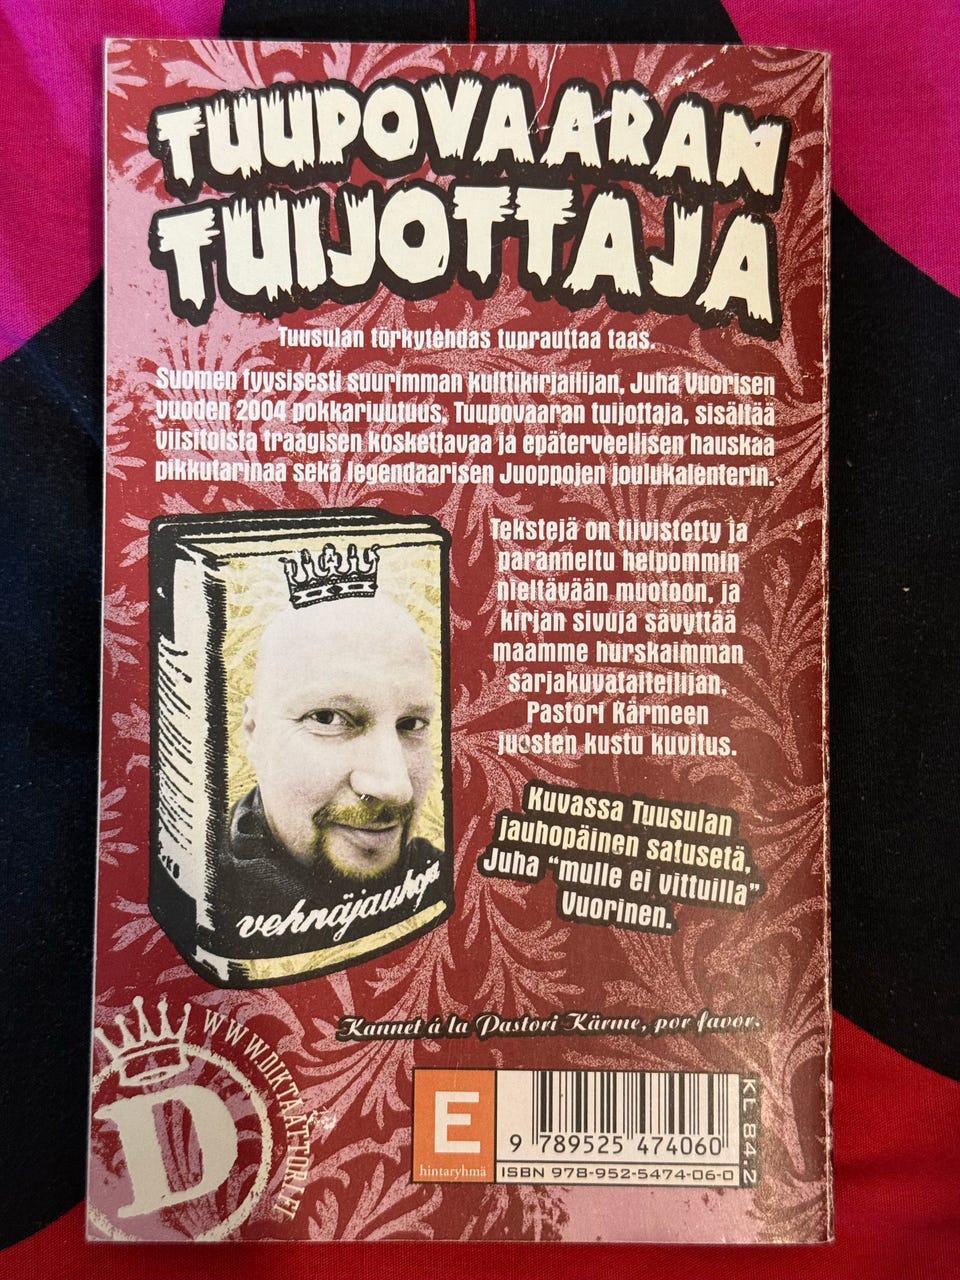 TUUPOVAARAN
TUIJOTTAJA
Tuusulan törkytehdas tuprauttaa taas.
Suomen fyysisesti suurimman kulttikirjailijan, Juha Vuorisen
vuoden 2004 pokkariuutuus, Tuupovaaran tuijottaja, sisältää
viisitoista traagisen koskettavaa ja epäterveellisen hauskaa
pikkutarinaa sekä legendaarisen Juoppojen joulukalenterin.
Tekstejä on tiivistetty ja
paranneltu helpommin
nieltävään muotoon, ja
kirjan sivuja sävyttää
maamme hurskaimman
sarjakuvataiteilijan,
Pastori Kärmeen
juosten kustu kuvitus.
vehnäjauhoja
Kuvassa Tuusulan
jauhopäinen satusetä,
Juha "mulle ei vittuilla"
Vuorinen.
Kannet á la Pastori Kärme, por favor.
WWW.DIKTAATTORI.FI
D
E
hintaryhmä
9 789525 474060
ISBN 978-952-5474-06-0
KL 84.2